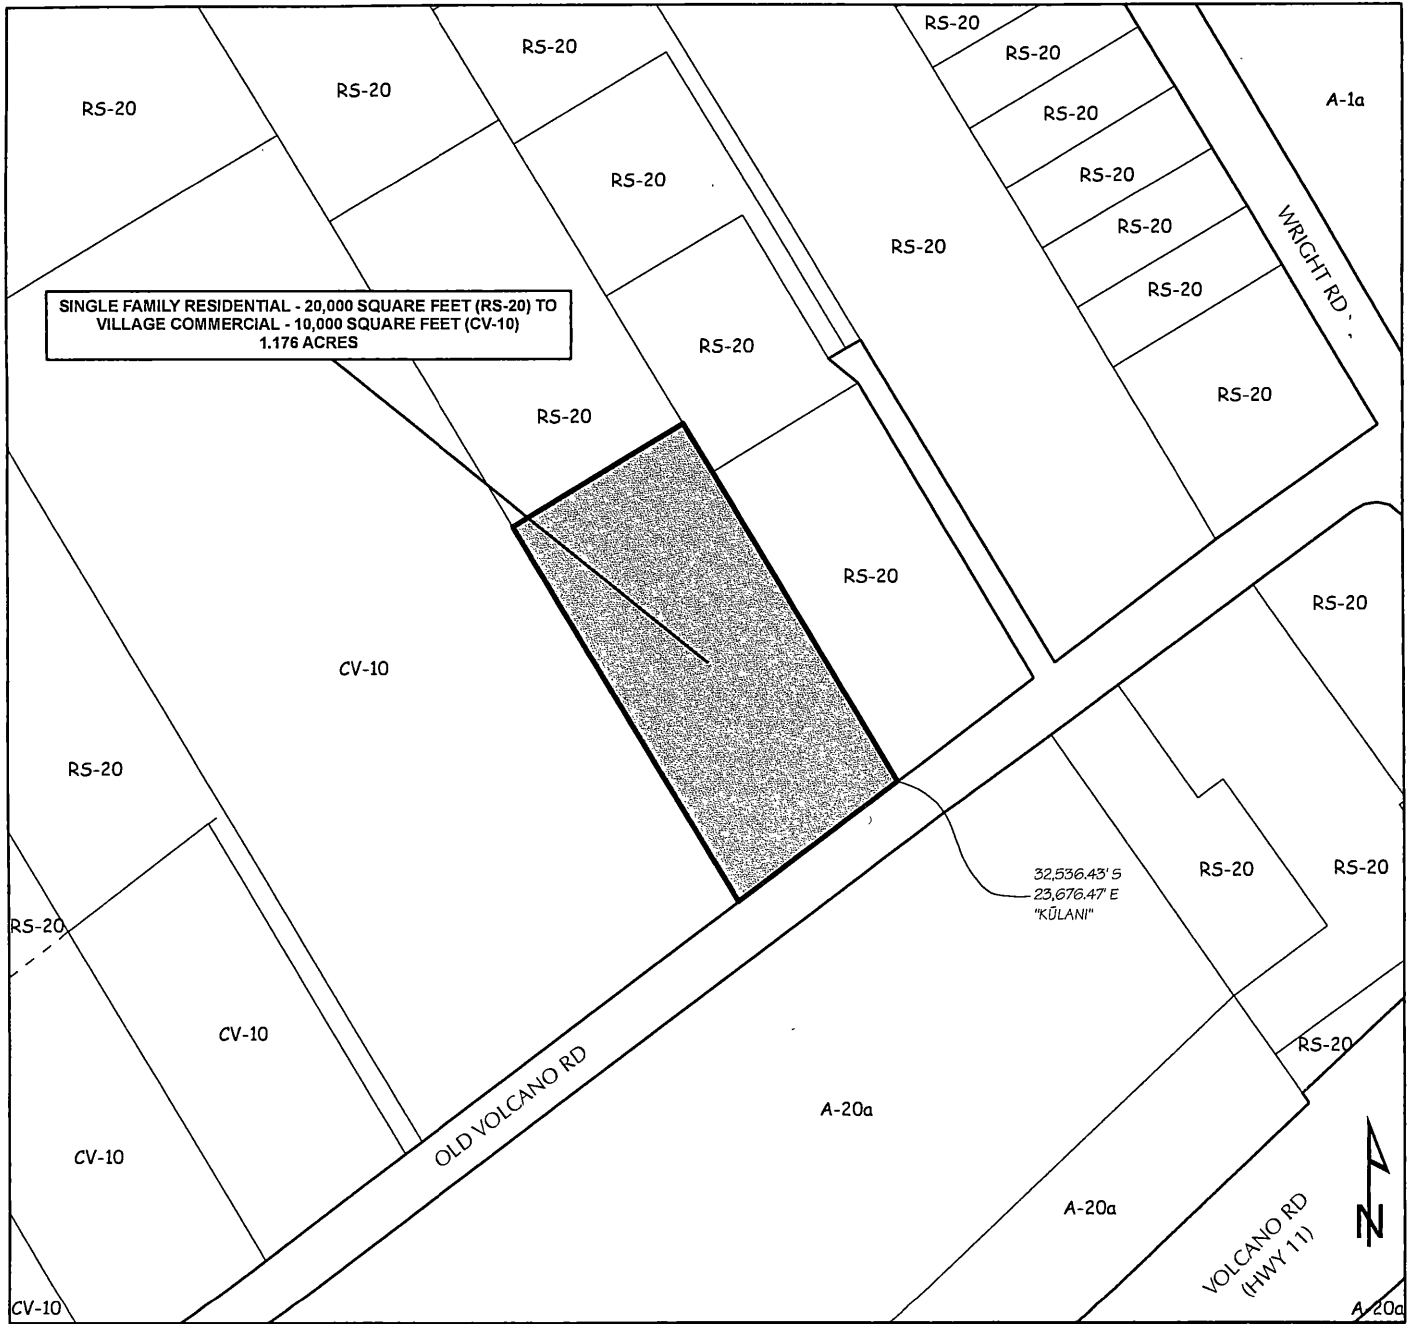 RS-20
RS-20
RS-20
RS-20
RS-20
A-1a
RS-20
RS-20
RS-20
RS-20
RS-20
RS-20
WRIGHT RD
RS-20
SINGLE FAMILY RESIDENTIAL - 20,000 SQUARE FEET (RS-20) TO
VILLAGE COMMERCIAL - 10,000 SQUARE FEET (CV-10)
1.176 ACRES
RS-20
RS-20
RS-20
RS-20
RS-20
CV-10
RS-20
32,536.43' S
23,676.47' E
"KŪLANI"
RS-20
RS-20
RS-20
CV-10
RS-20
OLD VOLCANO RD
A-20a
CV-10
A-20a
VOLCANO RD
(HWY 11)
N
CV-10
A-20a